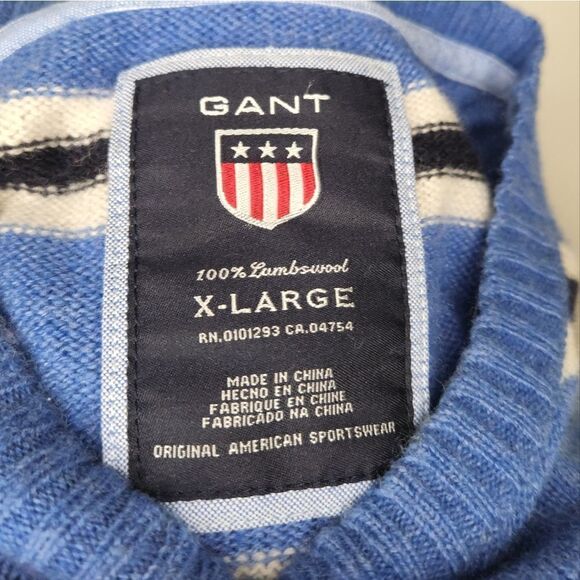 GANT
100% Lambswool
X-LARGE
RN.0101293 CA.04754
MADE IN CHINA
HECHO EN CHINA
FABRIQUE EN CHINE
FABRICADO NA CHINA
ORIGINAL AMERICAN SPORTSWEAR